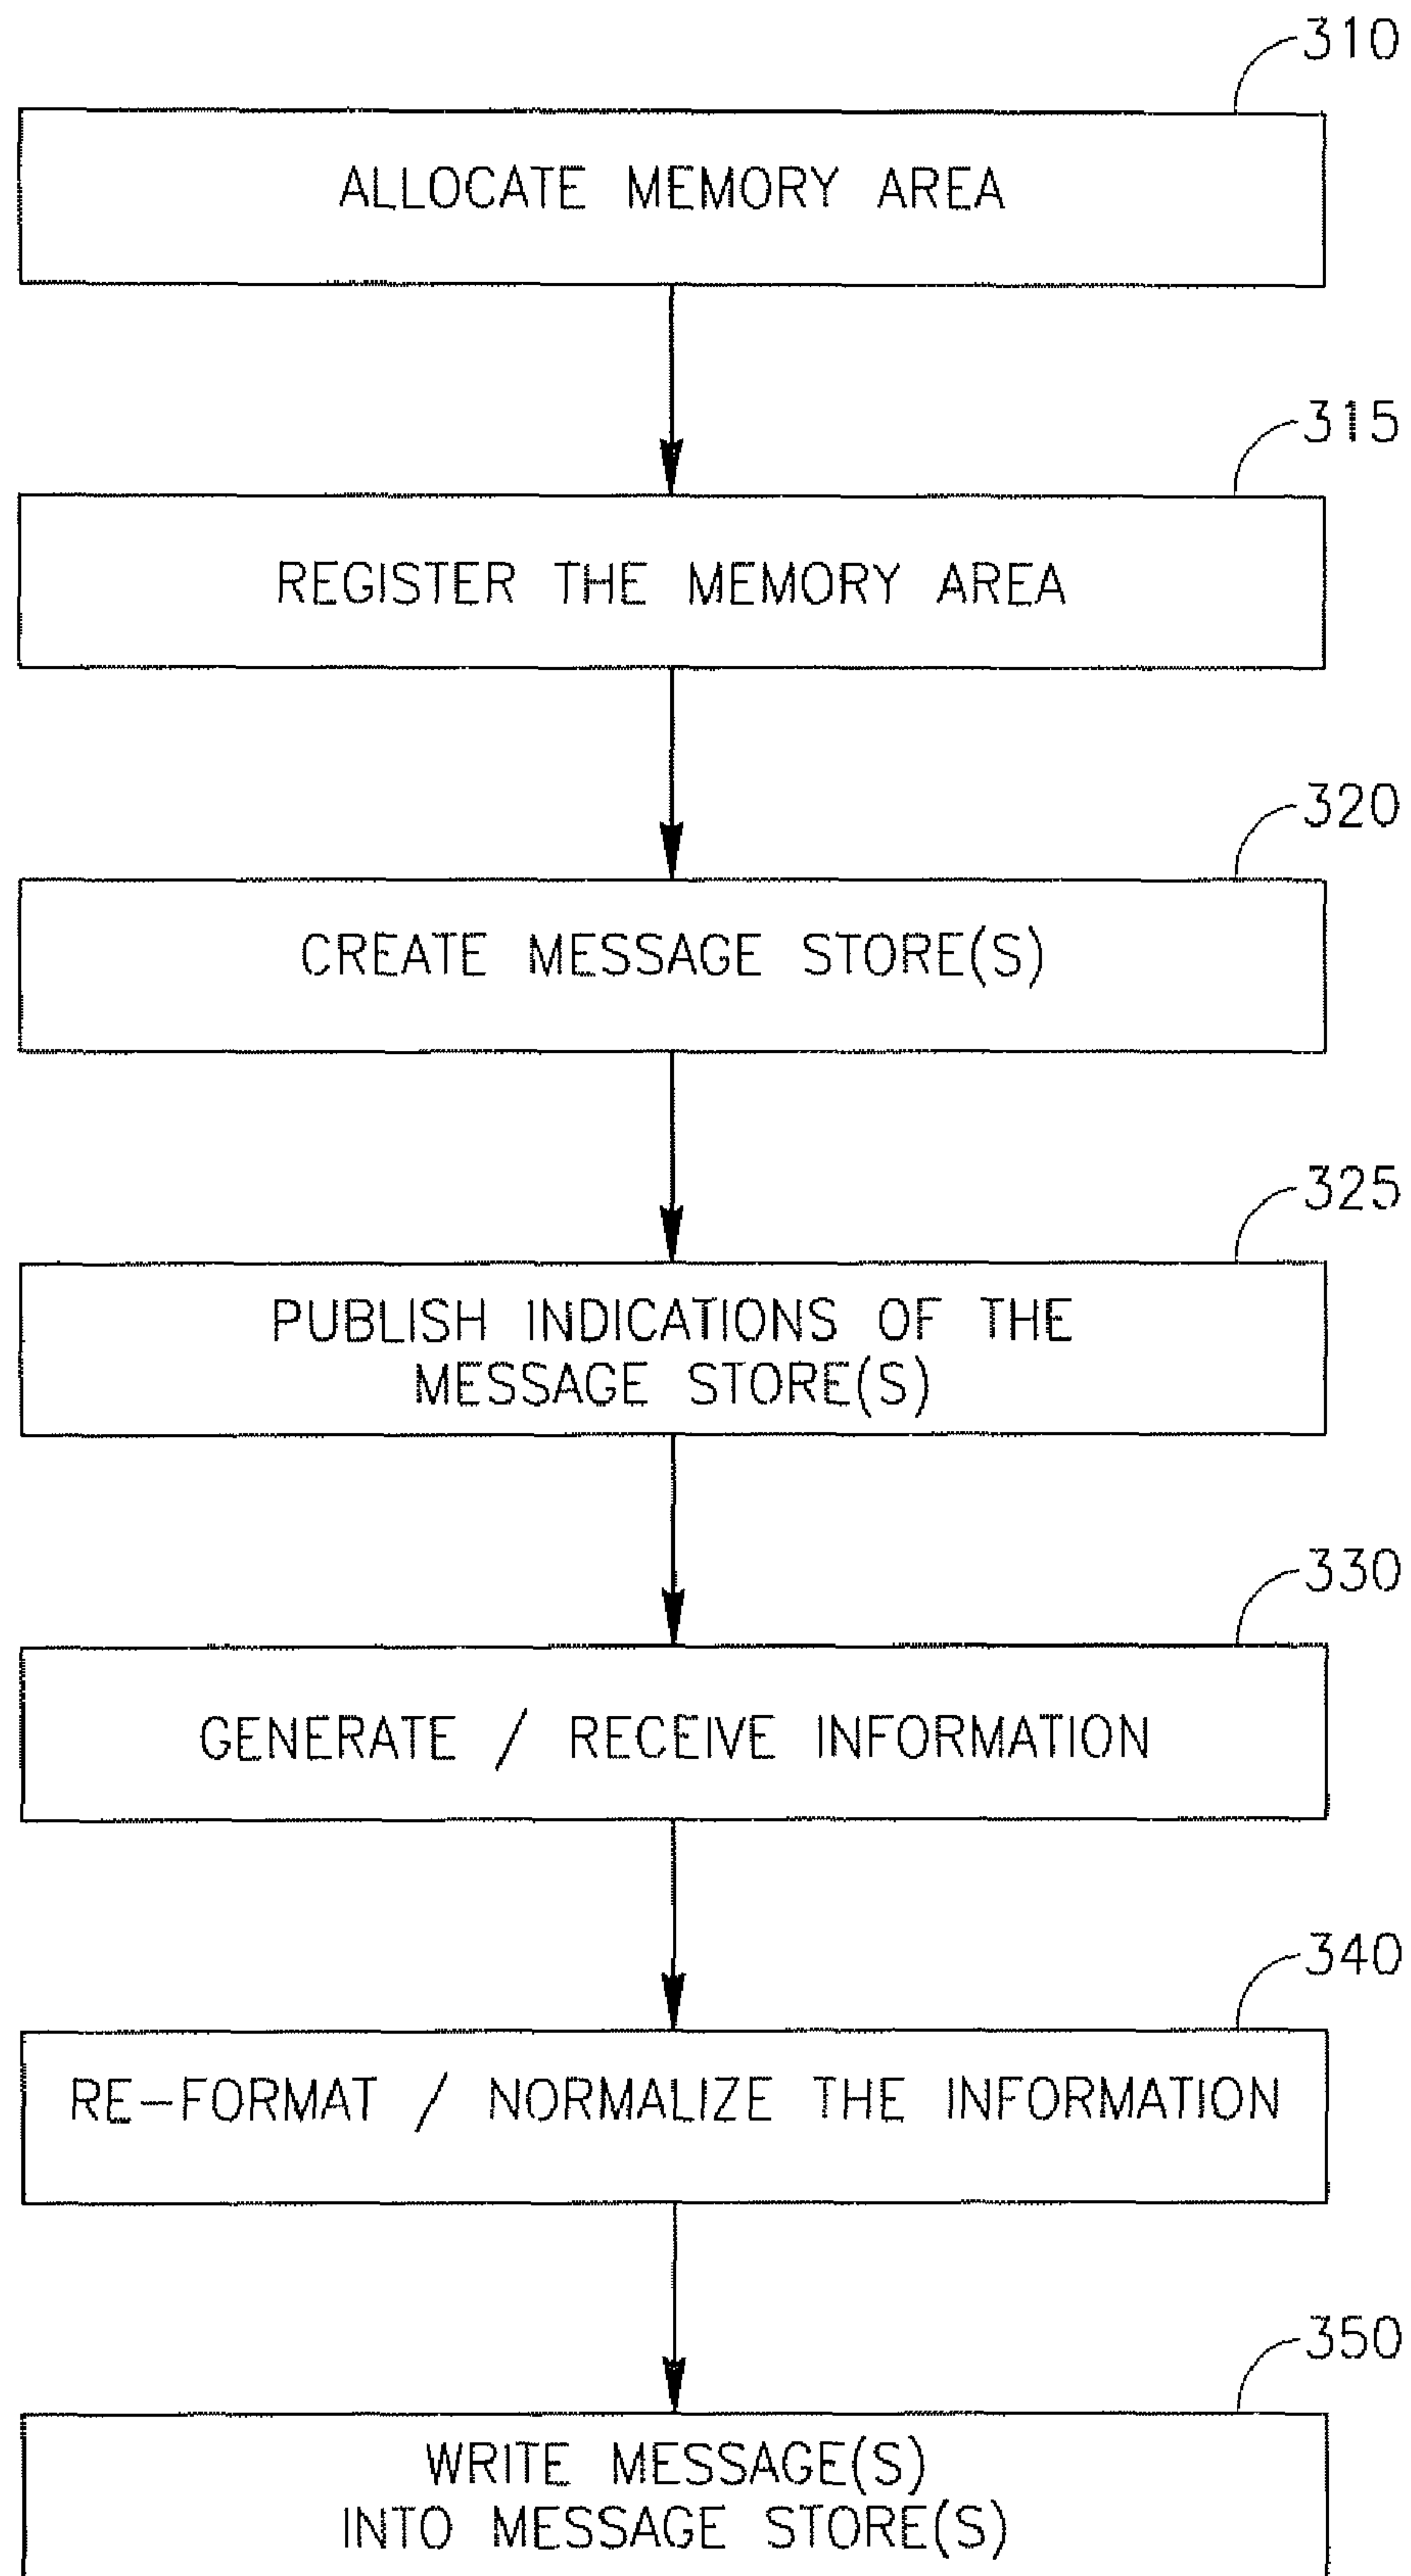 310
ALLOCATE MEMORY AREA
315
REGISTER THE MEMORY AREA
320
CREATE MESSAGE STORE(S)
325
PUBLISH INDICATIONS OF THE
MESSAGE STORE(S)
330
GENERATE / RECEIVE INFORMATION
340
RE-FORMAT / NORMALIZE THE INFORMATION
350
WRITE MESSAGE(S)
INTO MESSAGE STORE(S)